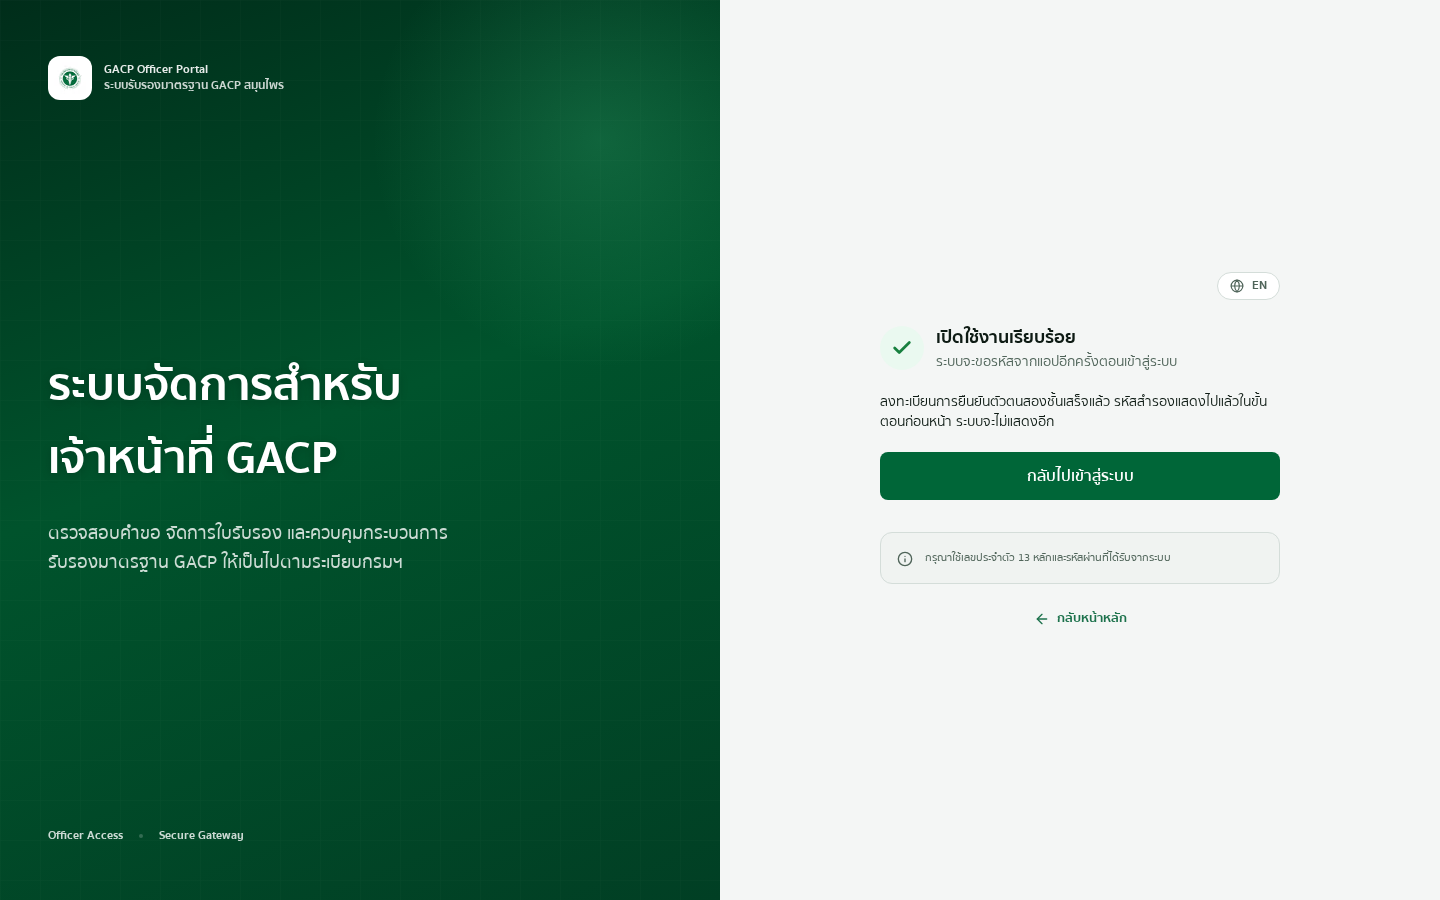 GACP Officer Portal
ระบบรับรองมาตรฐาน GACP สมุนไพร
ระบบจัดการสำหรับ
เจ้าหน้าที่ GACP
ตรวจสอบคำขอ จัดการใบรับรอง และควบคุมกระบวนการ
รับรองมาตรฐาน GACP ให้เป็นไปตามระเบียบกรมฯ
Officer Access
Secure Gateway
EN
เปิดใช้งานเรียบร้อย
ระบบจะขอรหัสจากแอปอีกครั้งตอนเข้าสู่ระบบ
ลงทะเบียนการยืนยันตัวตนสองชั้นเสร็จแล้ว รหัสสำรองแสดงไปแล้วในขั้น
ตอนก่อนหน้า ระบบจะไม่แสดงอีก
กลับไปเข้าสู่ระบบ
กรุณาใช้เลขประจำตัว 13 หลักและรหัสผ่านที่ได้รับจากระบบ
กลับหน้าหลัก